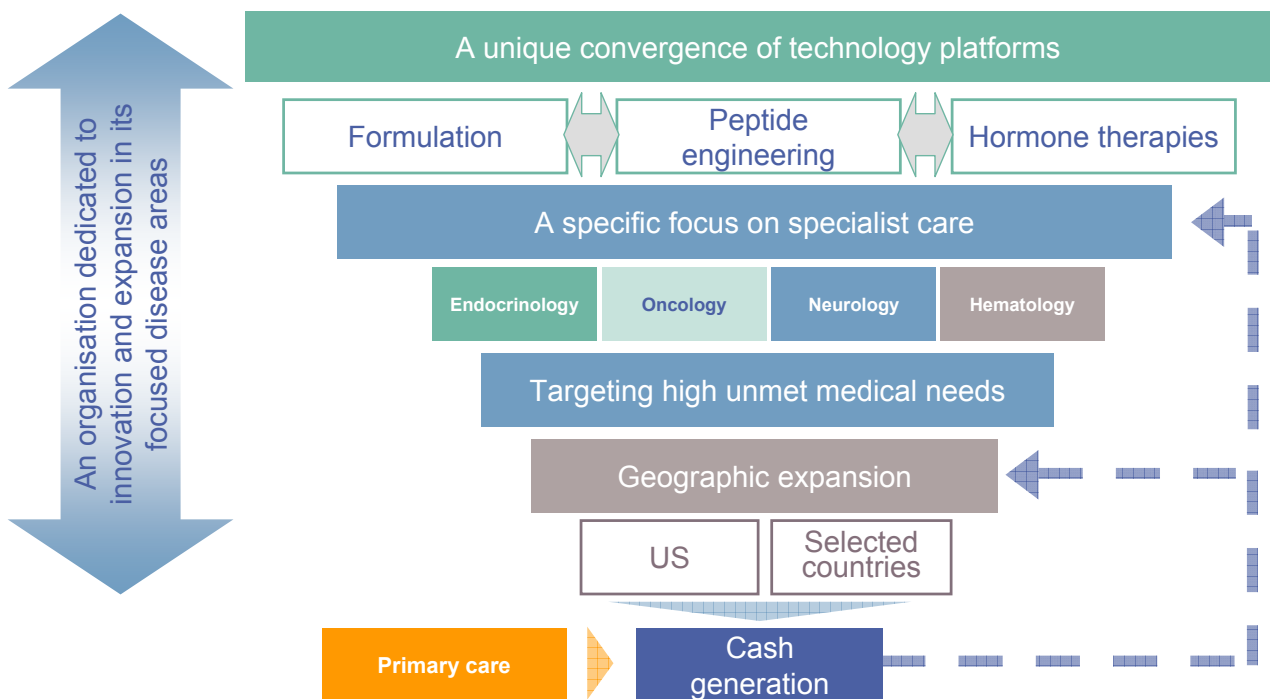 A unique convergence of technology platforms
An organisation dedicated to
innovation and expansion in its
focused disease areas
Formulation
Peptide
engineering
Hormone therapies
A specific focus on specialist care
Endocrinology
Oncology
Neurology
Hematology
Targeting high unmet medical needs
Geographic expansion
US
Selected
countries
Primary care
Cash
generation